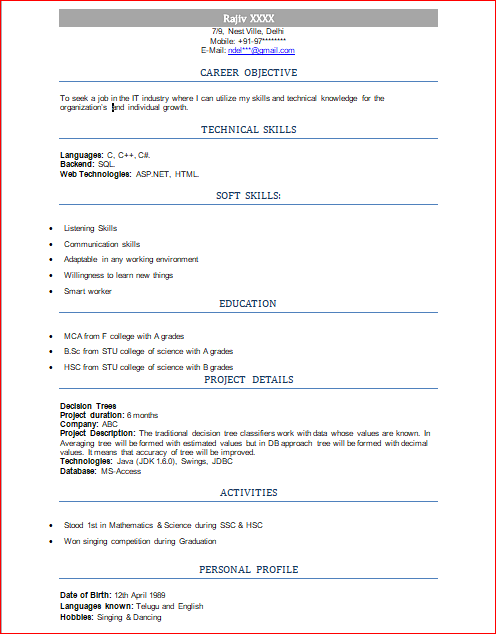 Rajiv XXXX
7/9, Nest Ville, Delhi
Mobile: +91-97********
E-Mail: ndel***@gmail.com
CAREER OBJECTIVE
To seek a job in the IT industry where I can utilize my skills and technical knowledge for the
organization's and individual growth.
TECHNICAL SKILLS
Languages: C, C++, C#.
Backend: SQL.
Web Technologies: ASP.NET, HTML.
SOFT SKILLS:
• Listening Skills
• Communication skills
• Adaptable in any working environment
• Willingness to learn new things
• Smart worker
EDUCATION
• MCA from F college with A grades
• B.Sc from STU college of science with A grades
• HSC from STU college of science with B grades
PROJECT DETAILS
Decision Trees
Project duration: 6 months
Company: ABC
Project Description: The traditional decision tree classifiers work with data whose values are known. In
Averaging tree will be formed with estimated values but in DB approach tree will be formed with decimal
values. It means that accuracy of tree will be improved.
Technologies: Java (JDK 1.6.0), Swings, JDBC
Database: MS-Access
ACTIVITIES
• Stood 1st in Mathematics & Science during SSC & HSC
• Won singing competition during Graduation
PERSONAL PROFILE
Date of Birth: 12th April 1989
Languages known: Telugu and English
Hobbies: Singing & Dancing